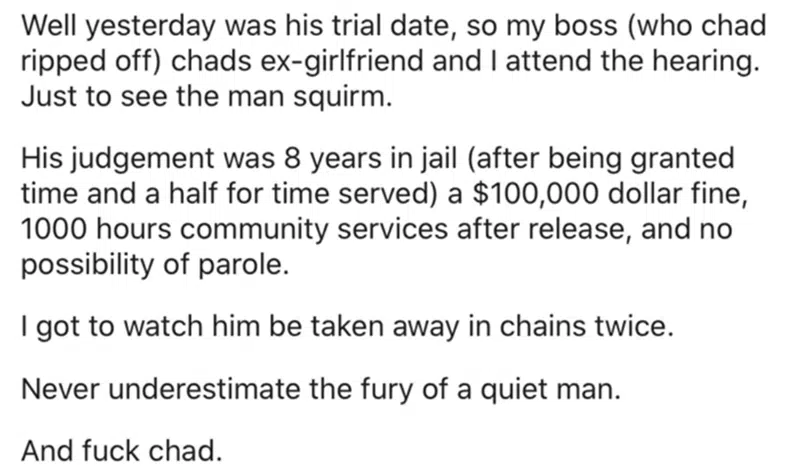 Well yesterday was his trial date, so my boss (who chad
ripped off) chads ex-girlfriend and I attend the hearing.
Just to see the man squirm.
His judgement was 8 years in jail (after being granted
time and a half for time served) a $100,000 dollar fine,
1000 hours community services after release, and no
possibility of parole.
I got to watch him be taken away in chains twice.
Never underestimate the fury of a quiet man.
And fuck chad.